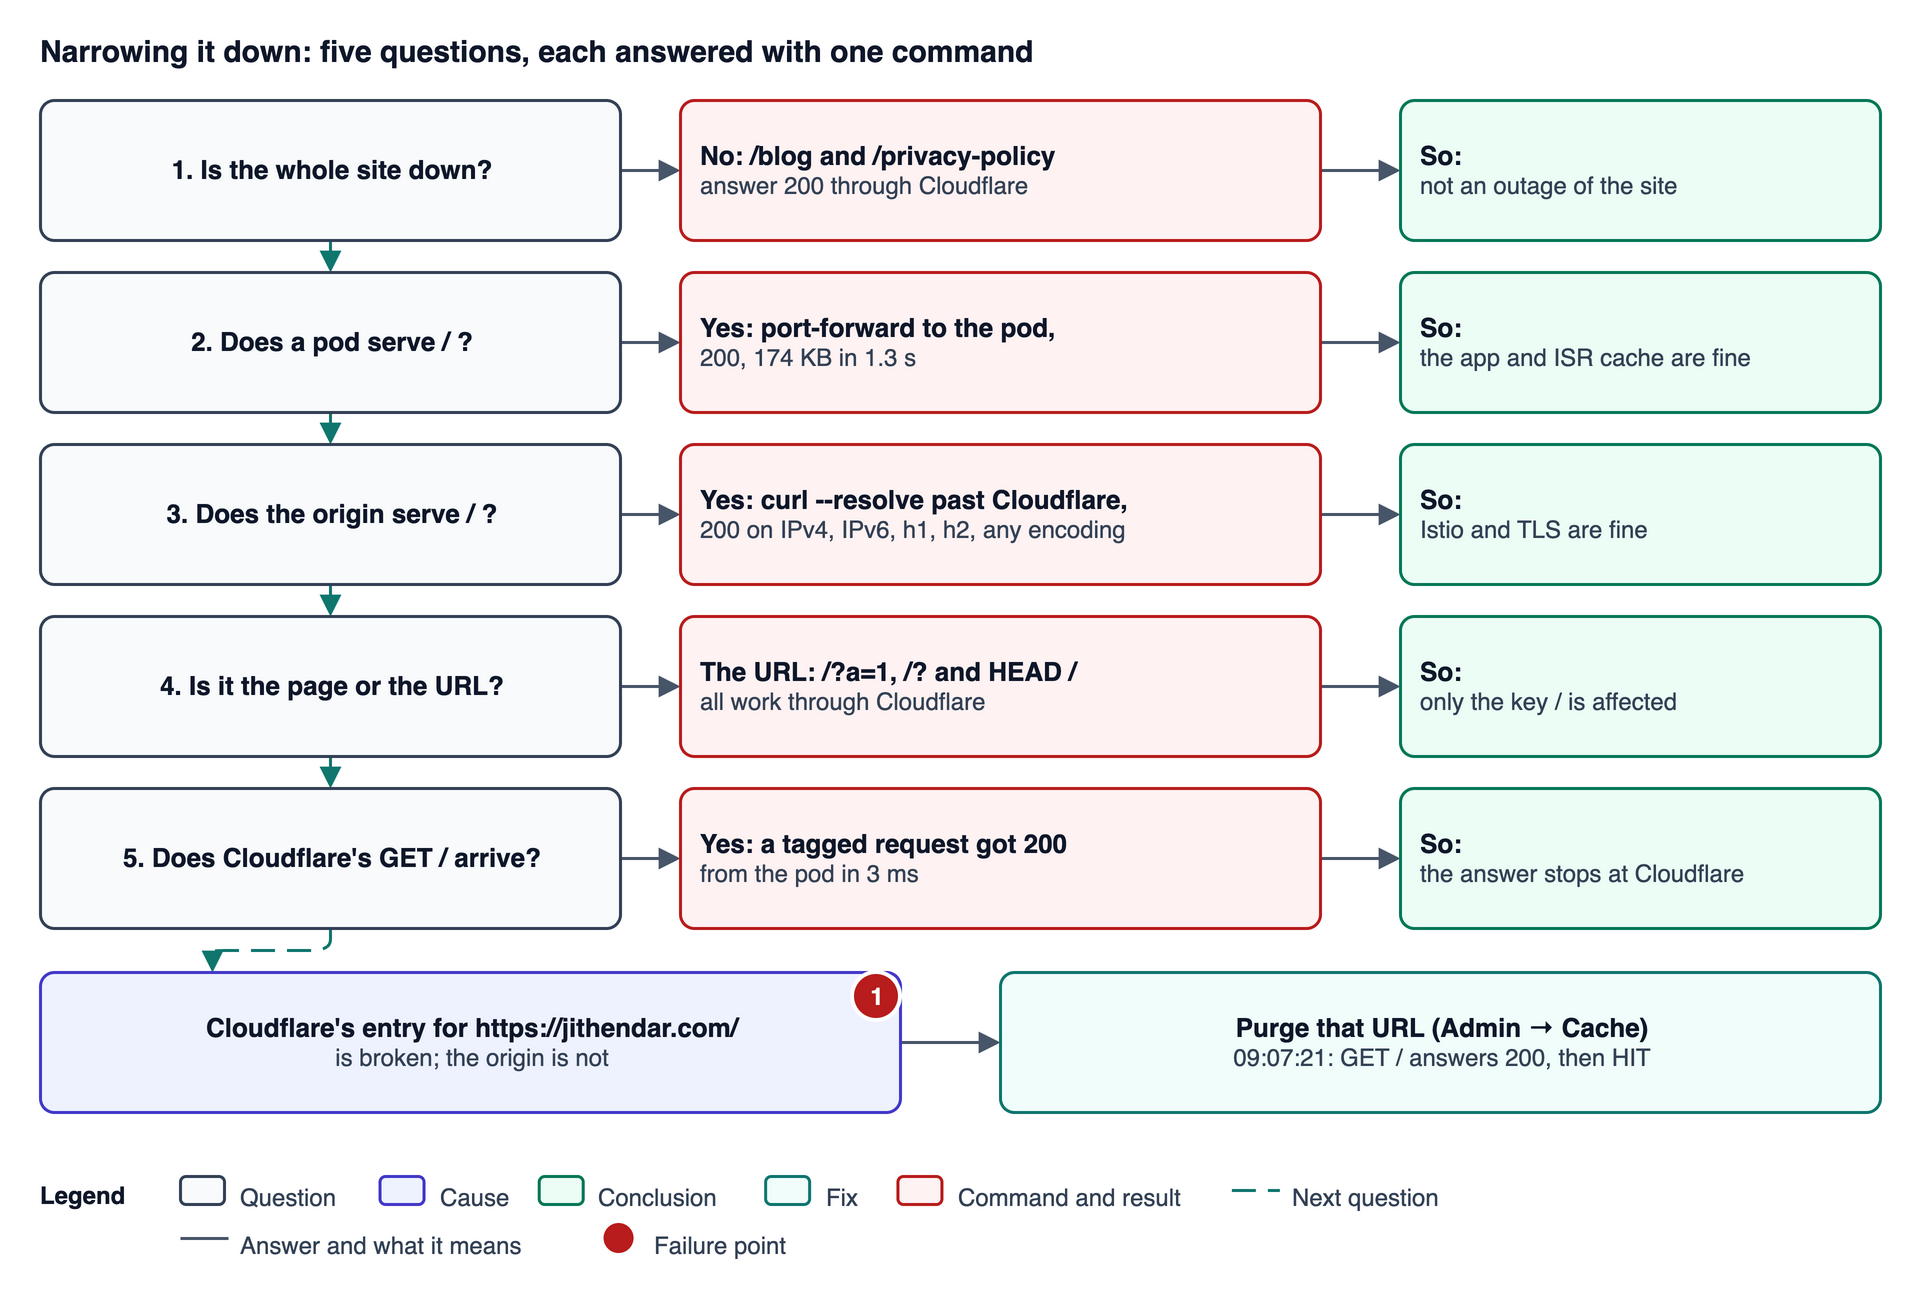 Narrowing it down: five questions, each answered with one command
1. Is the whole site down?
No: /blog and /privacy-policy
answer 200 through Cloudflare
So:
not an outage of the site
2. Does a pod serve / ?
Yes: port-forward to the pod,
200, 174 KB in 1.3 s
So:
the app and ISR cache are fine
3. Does the origin serve / ?
Yes: curl --resolve past Cloudflare,
200 on IPv4, IPv6, h1, h2, any encoding
So:
Istio and TLS are fine
4. Is it the page or the URL?
The URL: /?a=1, /? and HEAD /
all work through Cloudflare
So:
only the key / is affected
5. Does Cloudflare's GET / arrive?
Yes: a tagged request got 200
from the pod in 3 ms
So:
the answer stops at Cloudflare
1
Cloudflare's entry for https://jithendar.com/
is broken; the origin is not
Purge that URL (Admin → Cache)
09:07:21: GET / answers 200, then HIT
Legend
Question
Cause
Conclusion
Fix
Command and result
Next question
Answer and what it means
Failure point